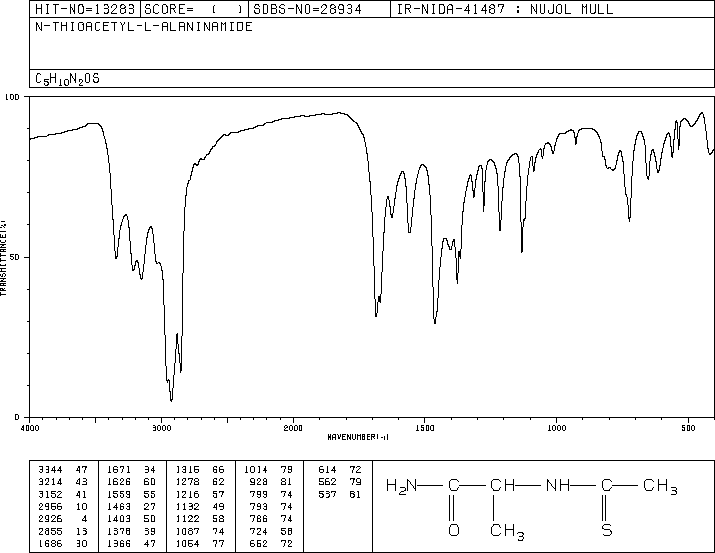 HIT-NO=13283 SCORE= ( ) SDBS-NO=28934 IR-NIDA-41487 : NUJOL MULL
N-THIOACETYL-L-ALANINAMIDE
C5H10N2OS
100
50
0
TRANSMITTANCE(%)
4000 3000 2000 1500 1000 500
WAVENUMBER(-1)
3344 47 1671 34 1316 66 1014 79 614 72
3214 43 1626 60 1278 62 928 81 562 79
3152 41 1559 55 1216 57 799 74 537 81
2956 10 1463 27 1132 49 793 74
2926 4 1403 50 1122 58 786 74
2855 13 1378 39 1087 74 724 58
1686 30 1366 47 1054 77 652 72
H2N C CH NH C CH3
O CH3 S